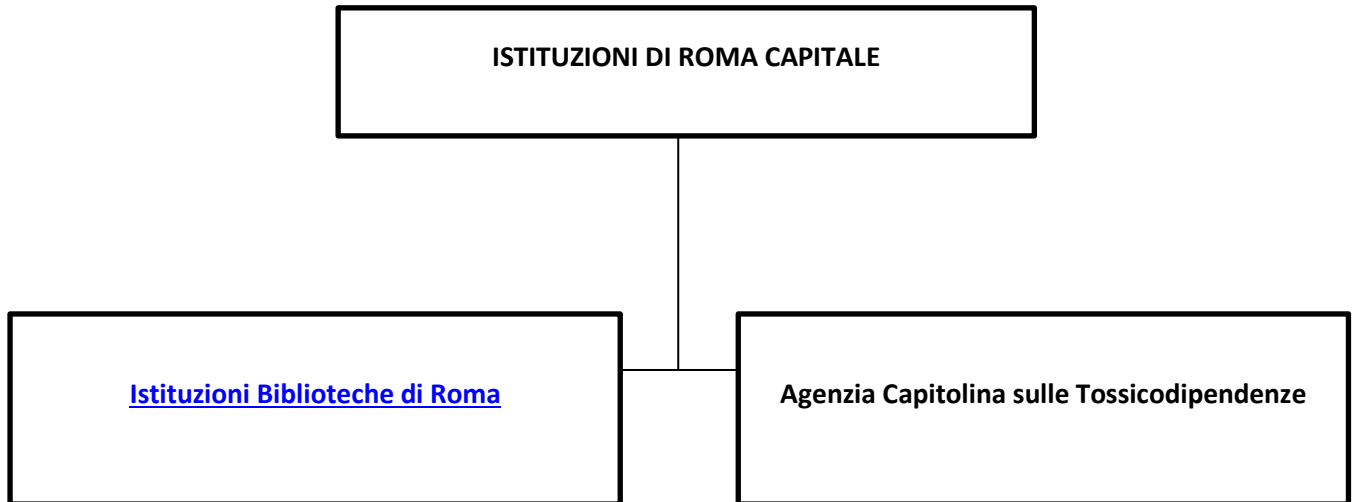 ISTITUZIONI DI ROMA CAPITALE
Istituzioni Biblioteche di Roma
Agenzia Capitolina sulle Tossicodipendenze